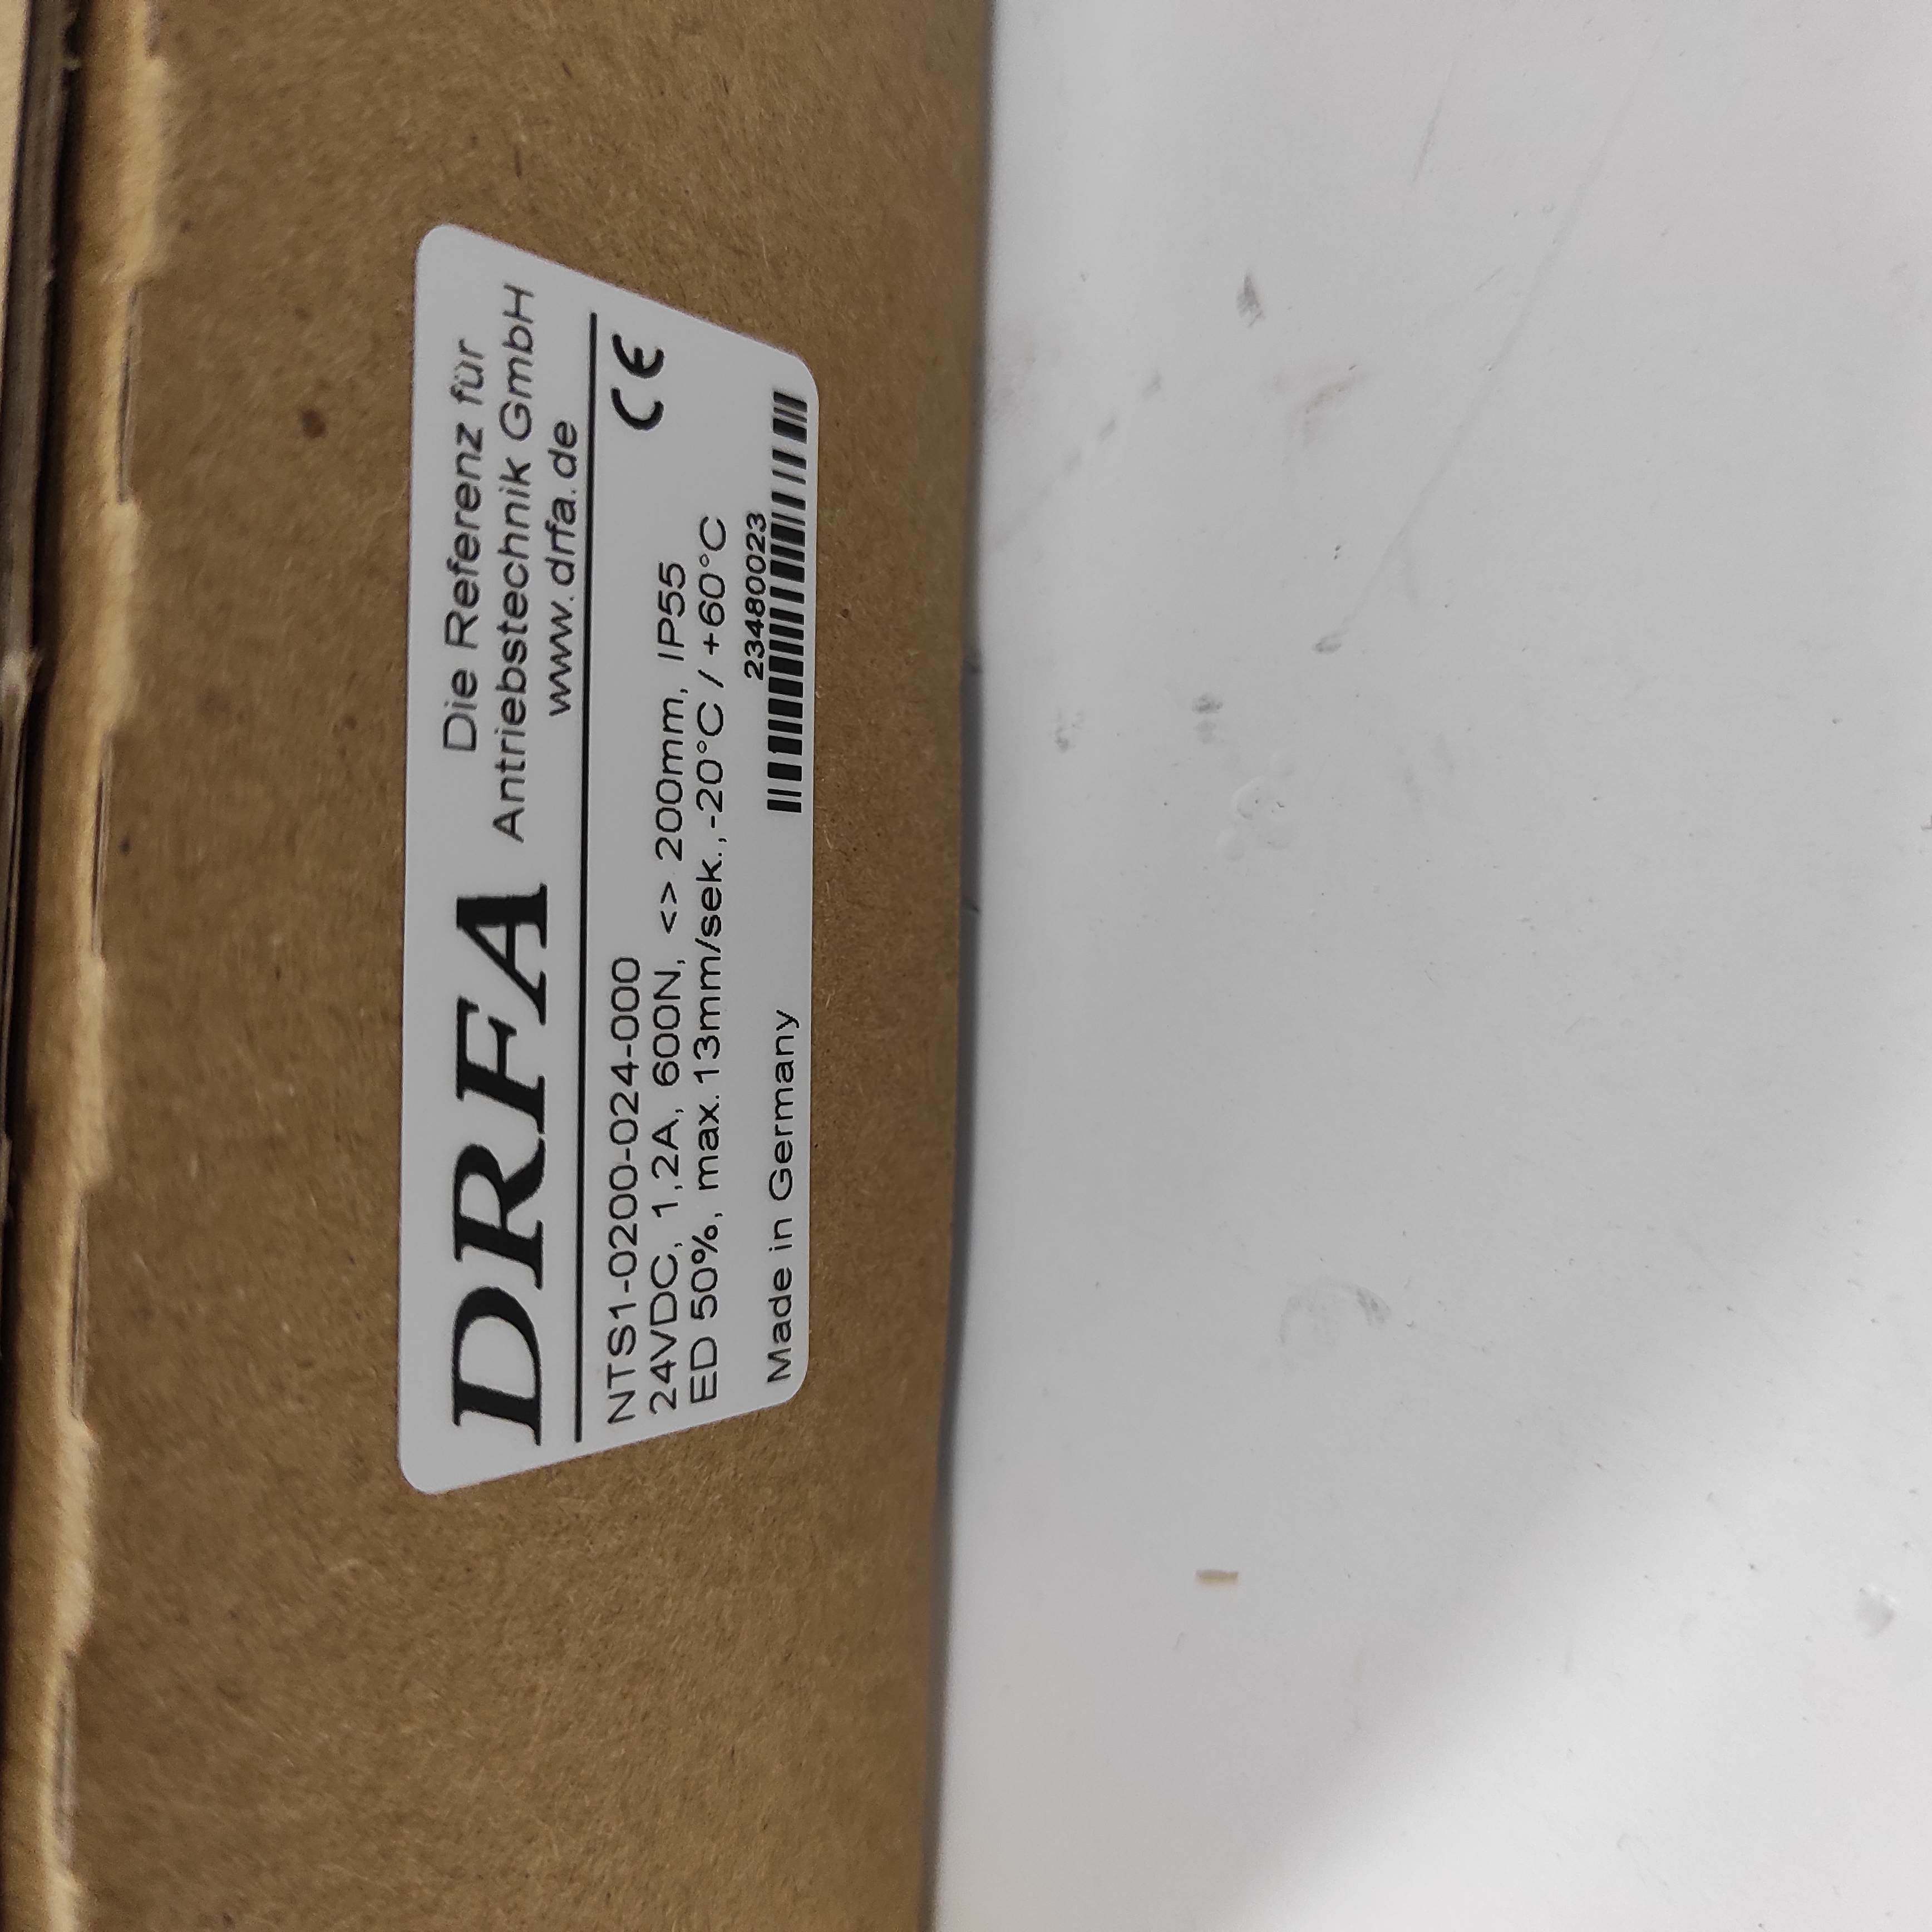 DRFA
Die Referenz für
Antriebstechnik GmbH
www.drfa.de
NTS1-0200-024-000
CE
24VDC, 1,2A, 600N, <> 200mm, IP55
ED 50%, max. 13mm/sek.,-20°C / +60°C
23480023
Made in Germany